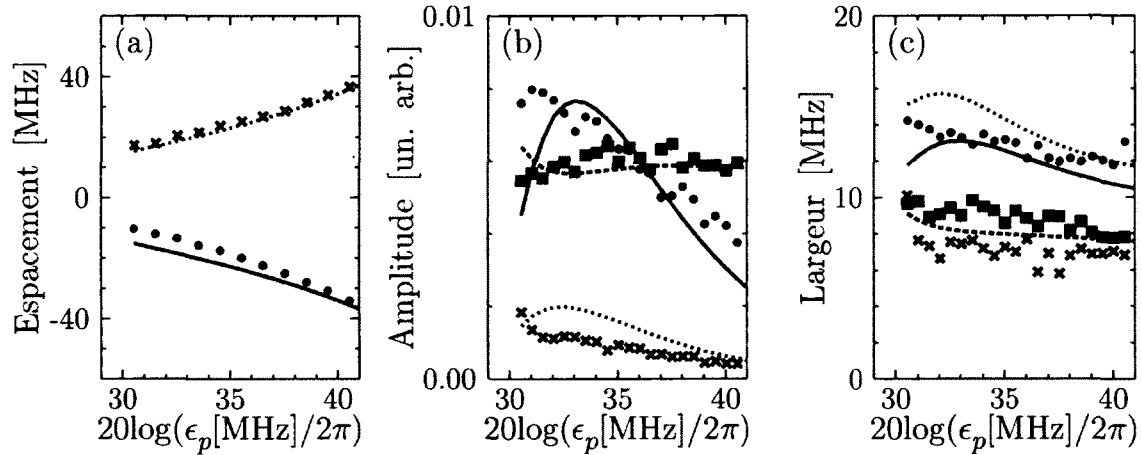 (a)
Espacement [MHz]
40
0
-40
30
35
40
20log(ϵ_p[MHz]/2π)
(b)
Amplitude [un. arb.]
0.01
0.00
30
35
40
20log(ϵ_p[MHz]/2π)
(c)
Largeur [MHz]
20
10
0
30
35
40
20log(ϵ_p[MHz]/2π)